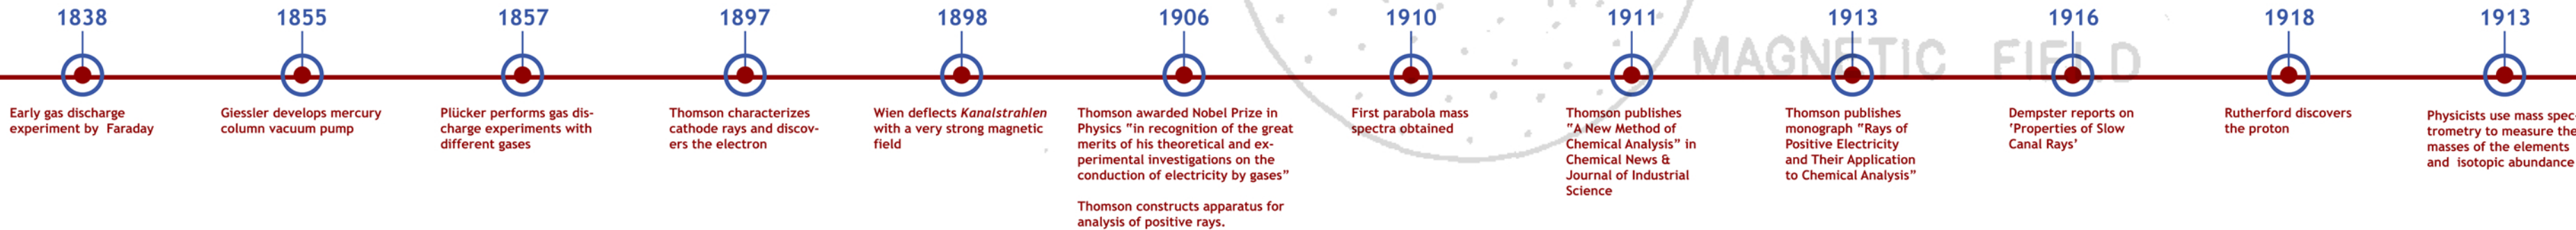 1838
Early gas discharge
experiment by Faraday
1855
Giessler develops mercury
column vacuum pump
1857
Plücker performs gas dis-
charge experiments with
different gases
1897
Thomson characterizes
cathode rays and discov-
ers the electron
1898
Wien deflects Kanalstrahlen
with a very strong magnetic
field
1906
Thomson awarded Nobel Prize in
Physics “in recognition of the great
merits of his theoretical and ex-
perimental investigations on the
conduction of electricity by gases”
Thomson constructs apparatus for
analysis of positive rays.
1910
First parabola mass
spectra obtained
1911
Thomson publishes
“A New Method of
Chemical Analysis” in
Chemical News &
Journal of Industrial
Science
1913
Thomson publishes
monograph “Rays of
Positive Electricity
and Their Application
to Chemical Analysis”
1916
Dempster reports on
‘Properties of Slow
Canal Rays’
1918
Rutherford discovers
the proton
1913
Physicists use mass spec-
trometry to measure the
masses of the elements
and isotopic abundance
MAGNETIC FIELD